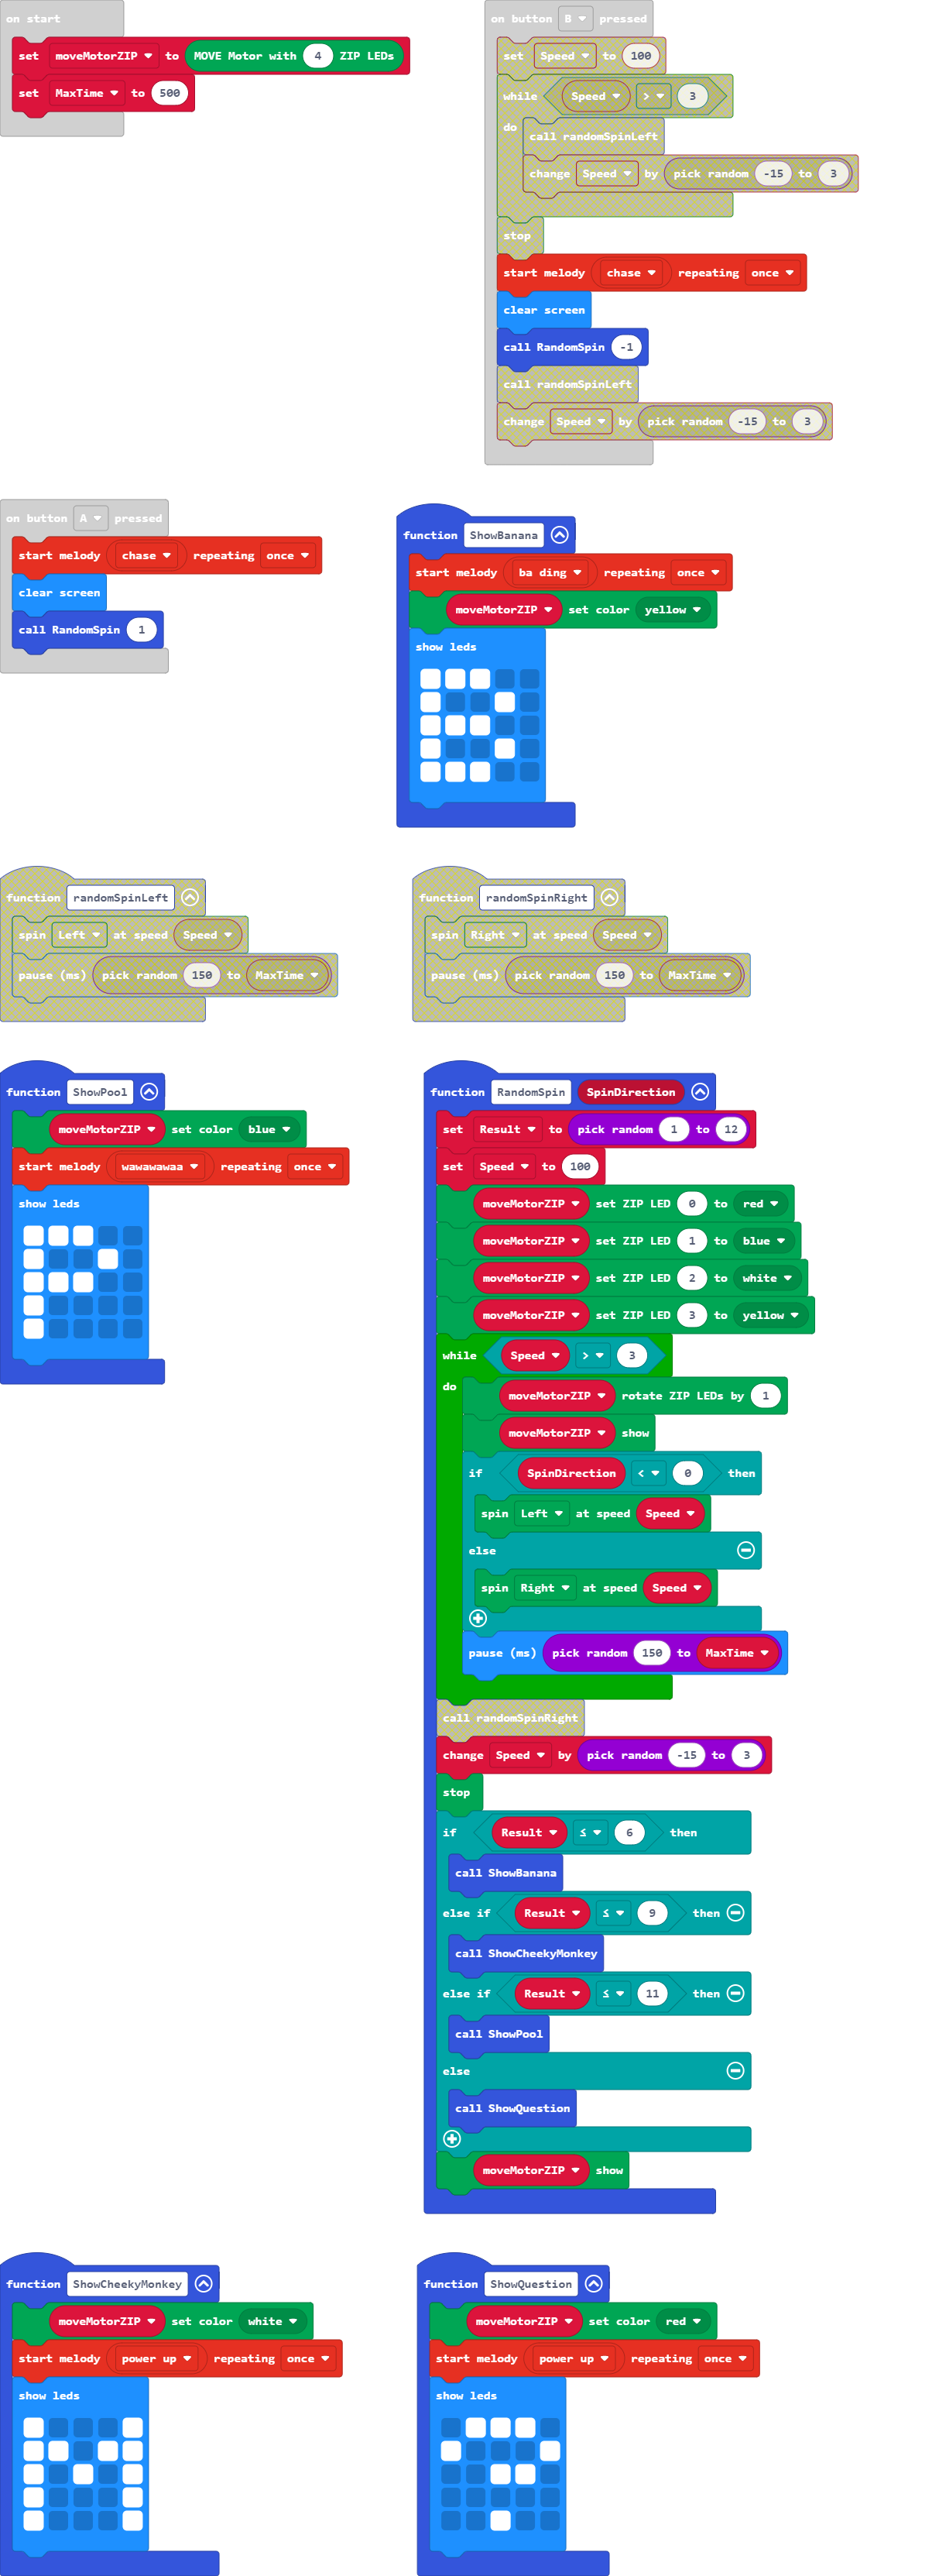 on start
set moveMotorZIP to MOVE Motor with 4 ZIP LEDs
set MaxTime to 500
on button B pressed
set Speed to 100
while Speed > 3
do
call randomSpinLeft
change Speed by pick random -15 to 3
stop
start melody chase repeating once
clear screen
call RandomSpin -1
call randomSpinLeft
change Speed by pick random -15 to 3
on button A pressed
start melody chase repeating once
clear screen
call RandomSpin 1
function ShowBanana
start melody ba ding repeating once
moveMotorZIP set color yellow
show leds
function randomSpinLeft
spin Left at speed Speed
pause (ms) pick random 150 to MaxTime
function randomSpinRight
spin Right at speed Speed
pause (ms) pick random 150 to MaxTime
function ShowPool
moveMotorZIP set color blue
start melody wawawawaa repeating once
show leds
function RandomSpin SpinDirection
set Result to pick random 1 to 12
set Speed to 100
moveMotorZIP set ZIP LED 0 to red
moveMotorZIP set ZIP LED 1 to blue
moveMotorZIP set ZIP LED 2 to white
moveMotorZIP set ZIP LED 3 to yellow
while Speed > 3
do
moveMotorZIP rotate ZIP LEDs by 1
moveMotorZIP show
if SpinDirection < 0 then
spin Left at speed Speed
else
spin Right at speed Speed
pause (ms) pick random 150 to MaxTime
call randomSpinRight
change Speed by pick random -15 to 3
stop
if Result ≤ 6 then
call ShowBanana
else if Result ≤ 9 then
call ShowCheekyMonkey
else if Result ≤ 11 then
call ShowPool
else
call ShowQuestion
moveMotorZIP show
function ShowCheekyMonkey
moveMotorZIP set color white
start melody power up repeating once
show leds
function ShowQuestion
moveMotorZIP set color red
start melody power up repeating once
show leds